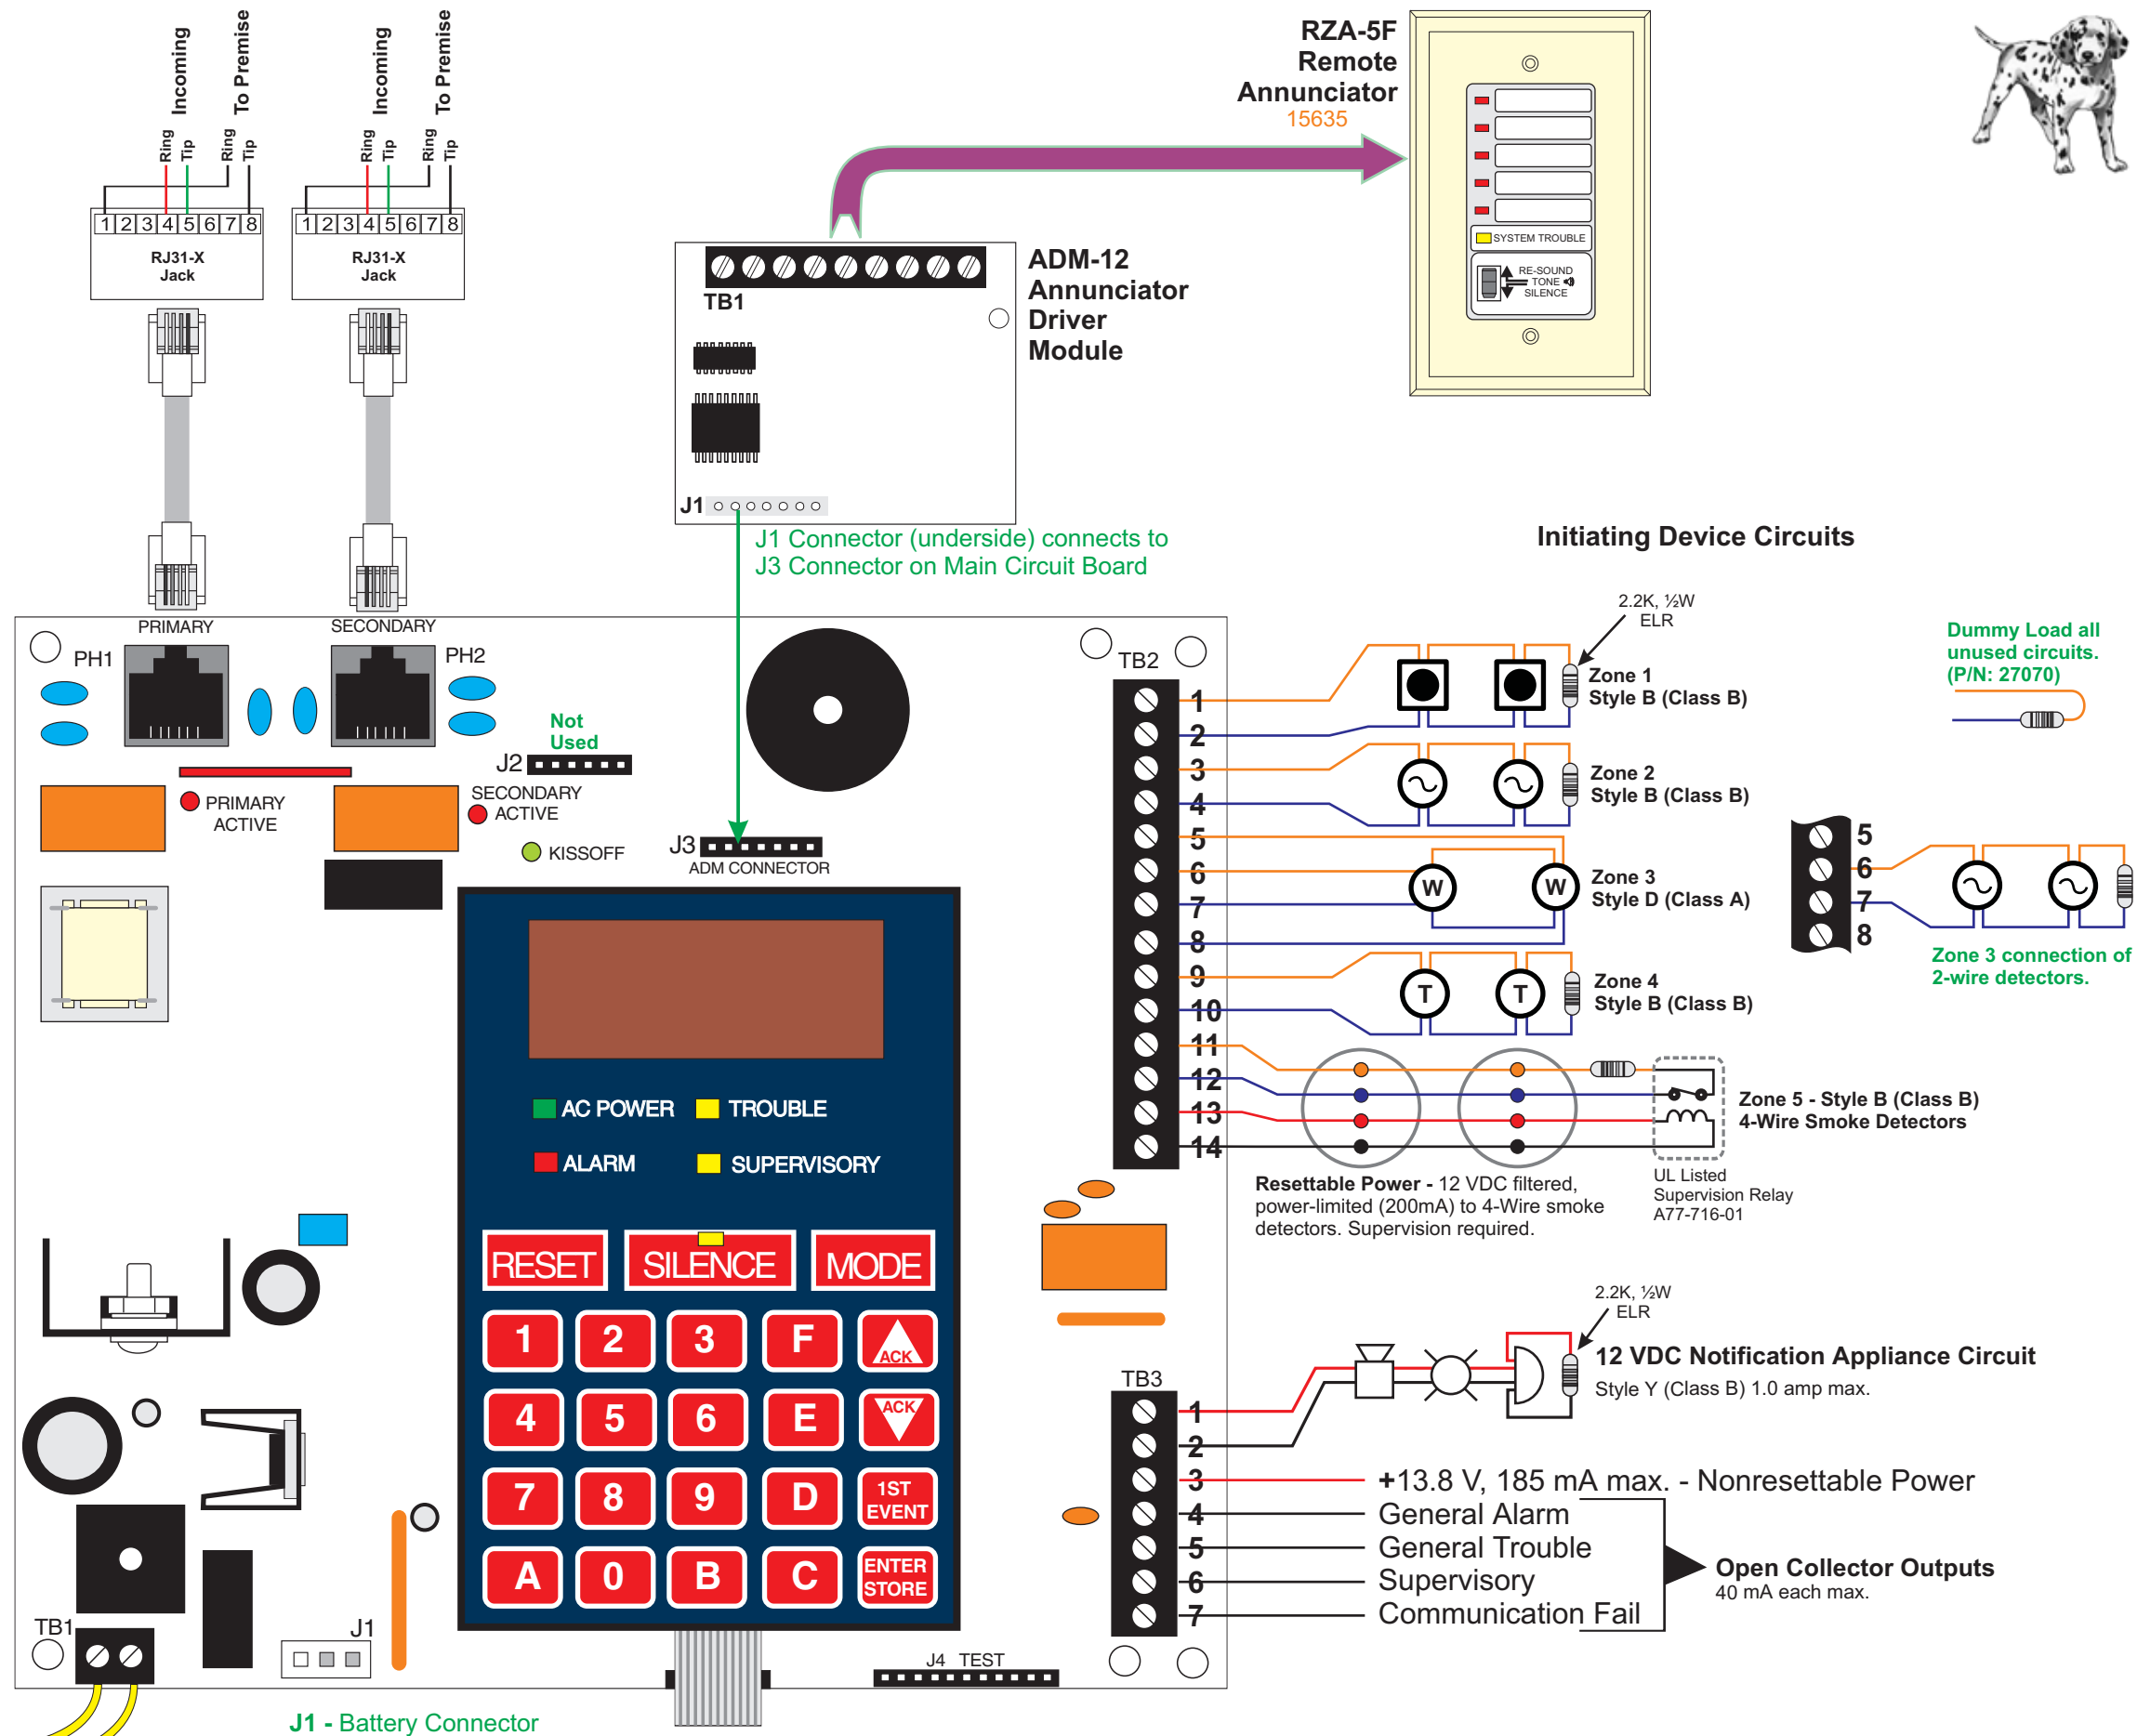 Incoming
To Premise
Ring
Tip
Ring
Tip
1 2 3 4 5 6 7 8
RJ31-X
Jack
Incoming
To Premise
Ring
Tip
Ring
Tip
1 2 3 4 5 6 7 8
RJ31-X
Jack
RZA-5F
Remote
Annunciator
15635
SYSTEM TROUBLE
RE-SOUND
TONE
SILENCE
TB1
ADM-12
Annunciator
Driver
Module
J1
J1 Connector (underside) connects to
J3 Connector on Main Circuit Board
Initiating Device Circuits
PRIMARY
SECONDARY
PH1
PH2
Not
Used
J2
PRIMARY
ACTIVE
SECONDARY
ACTIVE
KISSOFF
J3
ADM CONNECTOR
TB2
1
2
3
4
5
6
7
8
9
10
11
12
13
14
2.2K, ½W
ELR
Zone 1
Style B (Class B)
Zone 2
Style B (Class B)
W W
Zone 3
Style D (Class A)
T T
Zone 4
Style B (Class B)
Dummy Load all
unused circuits.
(P/N: 27070)
5
6
7
8
Zone 3 connection of
2-wire detectors.
Zone 5 - Style B (Class B)
4-Wire Smoke Detectors
UL Listed
Supervision Relay
A77-716-01
Resettable Power - 12 VDC filtered,
power-limited (200mA) to 4-Wire smoke
detectors. Supervision required.
AC POWER TROUBLE
ALARM SUPERVISORY
RESET SILENCE MODE
1 2 3 F ACK
4 5 6 E ACK
7 8 9 D 1ST EVENT
A 0 B C ENTER STORE
2.2K, ½W
ELR
12 VDC Notification Appliance Circuit
Style Y (Class B) 1.0 amp max.
TB3
1
2
3 +13.8 V, 185 mA max. - Nonresettable Power
4 General Alarm
5 General Trouble
6 Supervisory
7 Communication Fail
Open Collector Outputs
40 mA each max.
TB1
J1
J4 TEST
J1 - Battery Connector